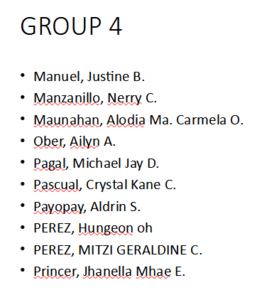 GROUP 4
• Manuel, Justine B.
• Manzanillo, Nerry C.
• Maunahan, Alodia Ma. Carmela O.
• Ober, Ailyn A.
• Pagal, Michael Jay D.
• Pascual, Crystal Kane C.
• Payopay, Aldrin S.
• PEREZ, Hungeon oh
• PEREZ, MITZI GERALDINE C.
• Princer, Jhanella Mhae E.